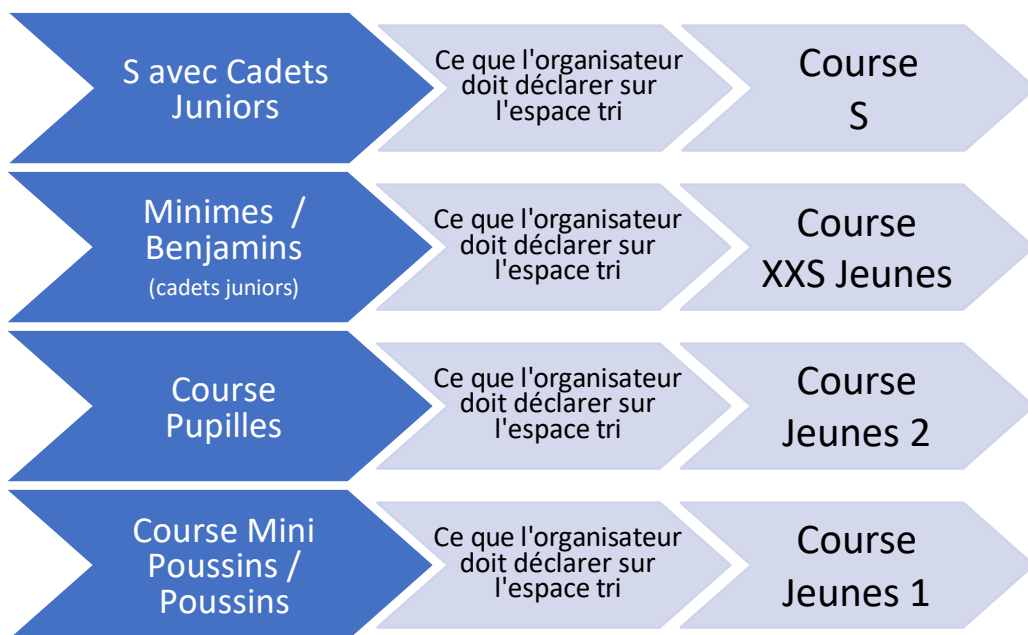 S avec Cadets
Juniors
Ce que l'organisateur
doit déclarer sur
l'espace tri
Course
S
Minimes /
Benjamins
(cadets juniors)
Ce que l'organisateur
doit déclarer sur
l'espace tri
Course
XXS Jeunes
Course
Pupilles
Ce que l'organisateur
doit déclarer sur
l'espace tri
Course
Jeunes 2
Course Mini
Poussins /
Poussins
Ce que l'organisateur
doit déclarer sur
l'espace tri
Course
Jeunes 1